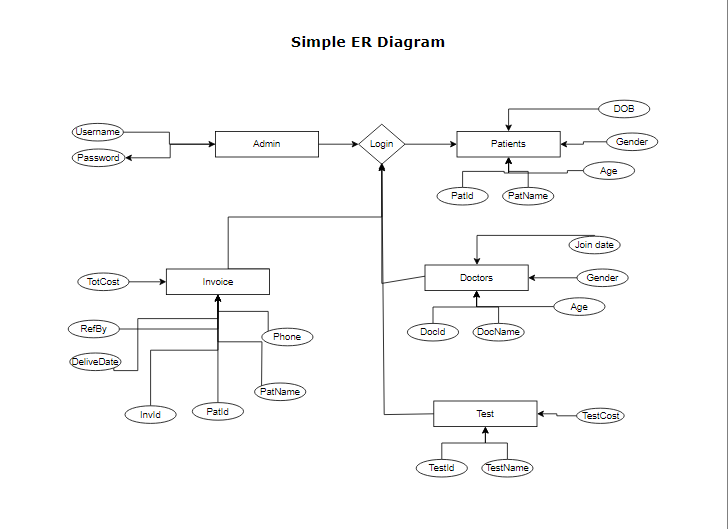 Simple ER Diagram
DOB
Username
Admin
Login
Patients
Gender
Password
Age
PatId
PatName
Join date
TotCost
Invoice
Doctors
Gender
Age
RefBy
Phone
DocId
DocName
DeliveDate
PatName
InvId
PatId
Test
TestCost
TestId
TestName